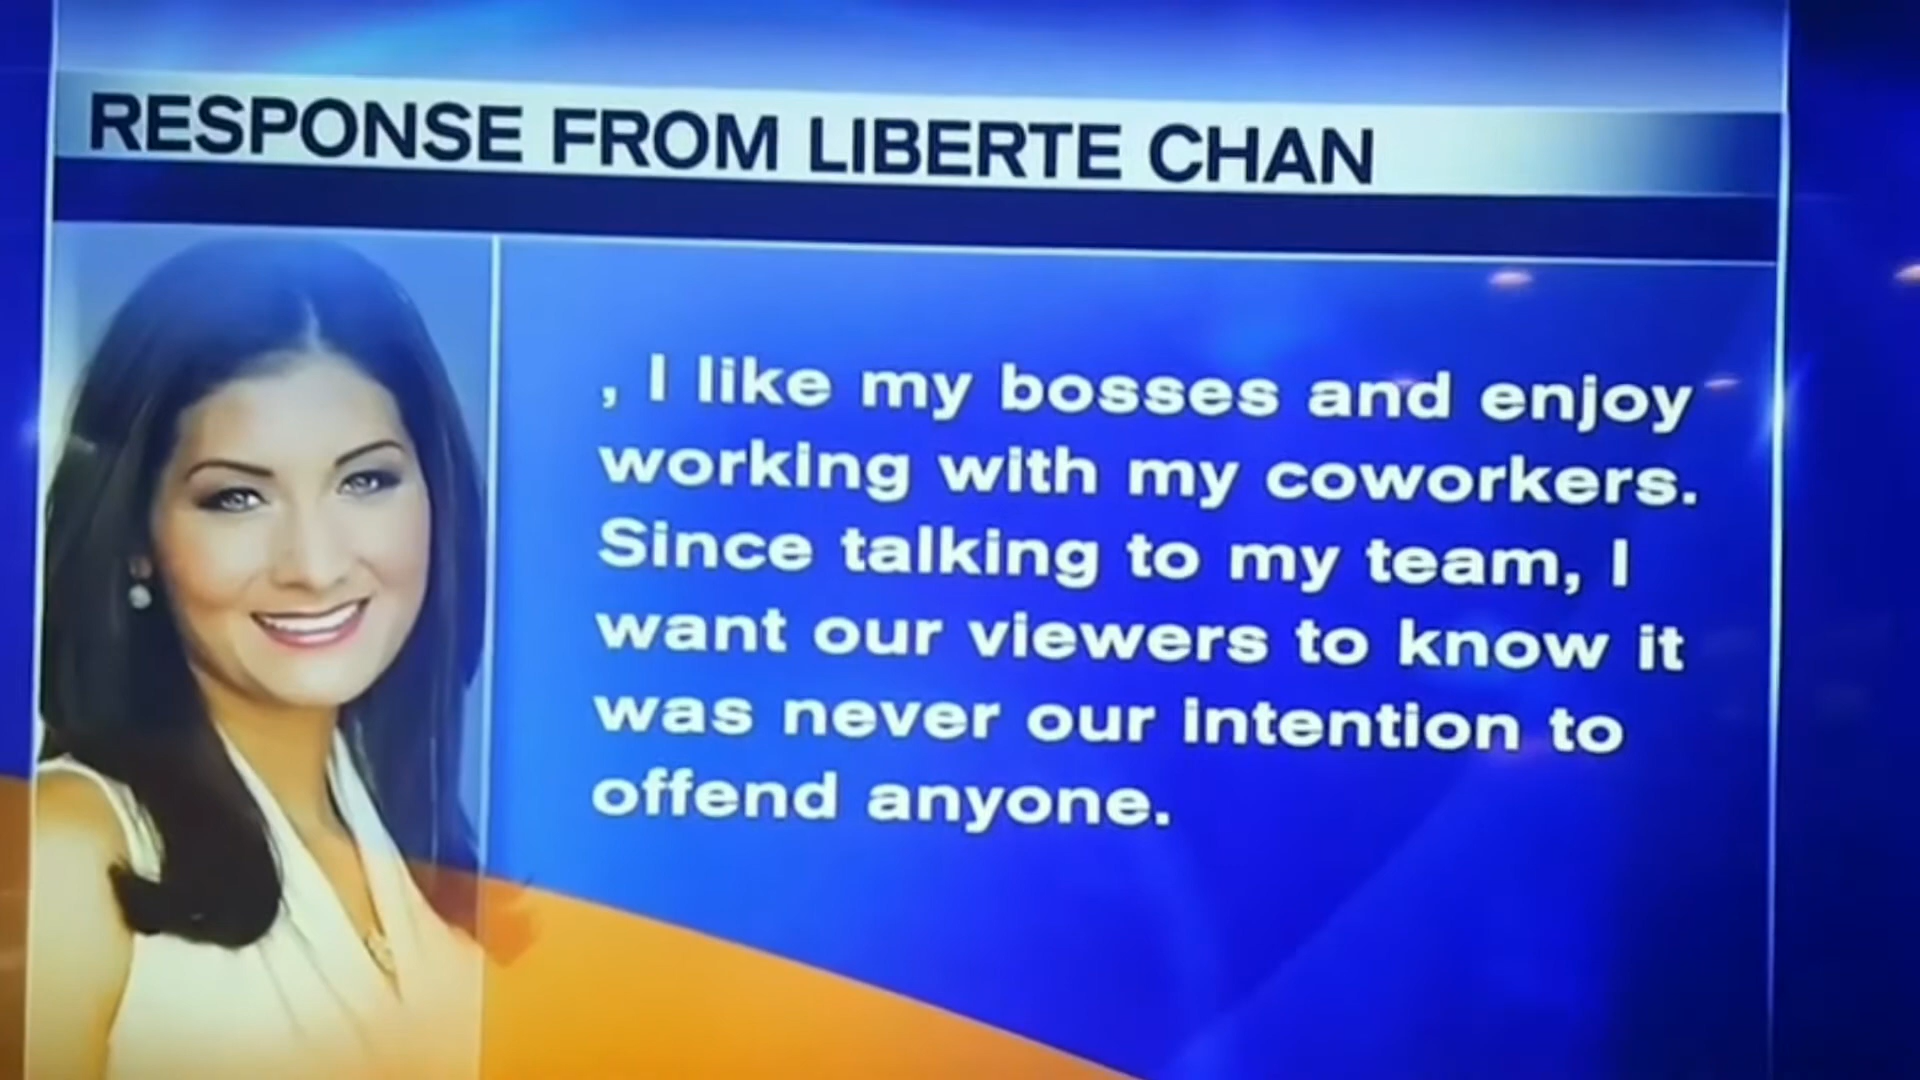 RESPONSE FROM LIBERTE CHAN
, I like my bosses and enjoy
working with my coworkers.
Since talking to my team, I
want our viewers to know it
was never our intention to
offend anyone.